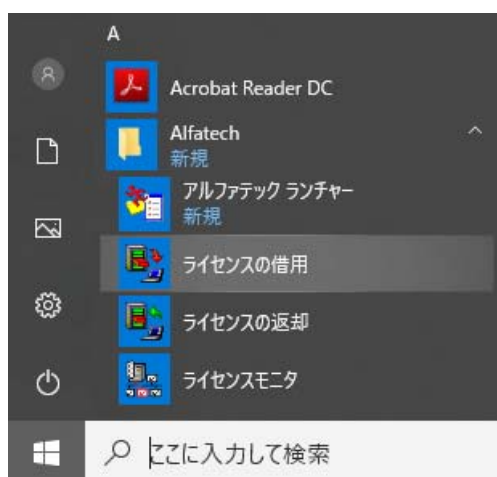 A
Acrobat Reader DC
Alfatech
新規
アルファテック ランチャー
新規
ライセンスの借用
ライセンスの返却
ライセンスモニタ
ここに入力して検索